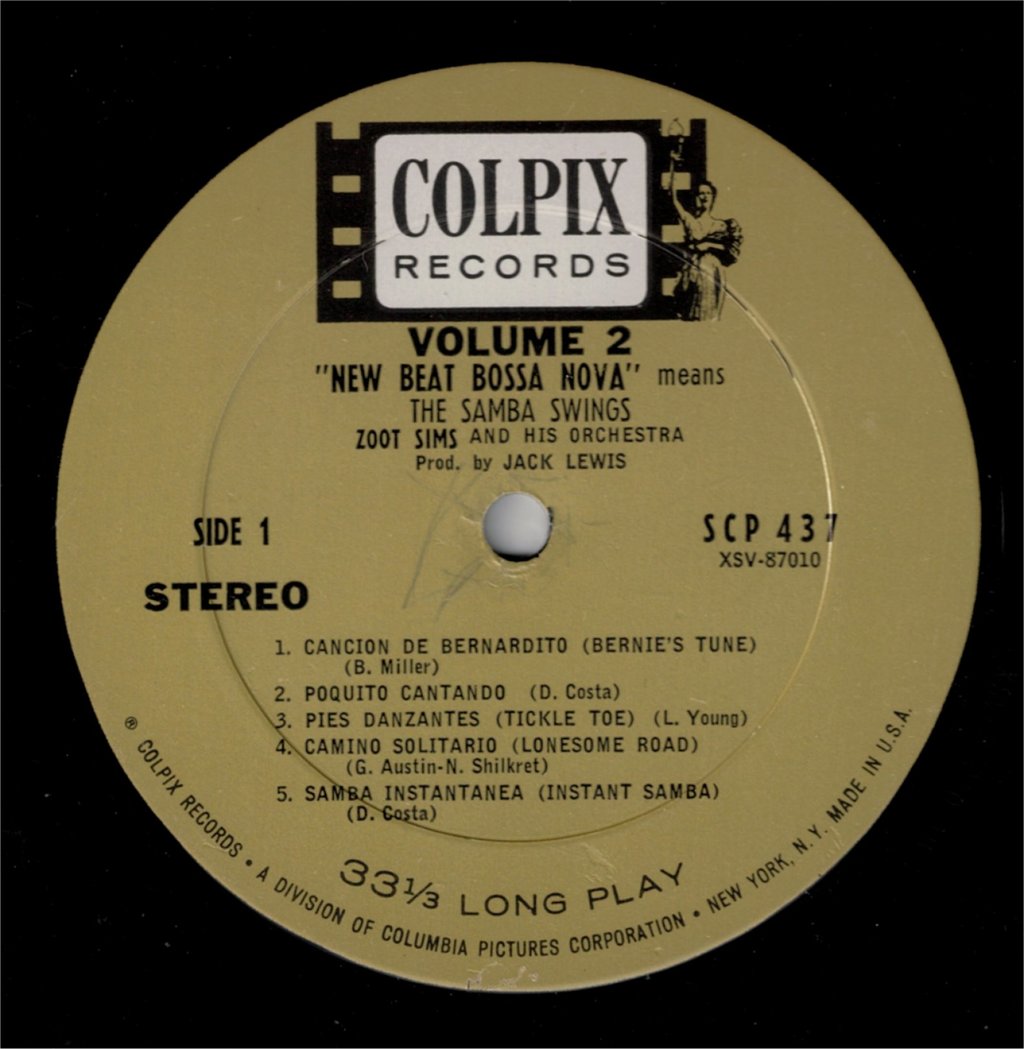 COLPIX
RECORDS
VOLUME 2
"NEW BEAT BOSSA NOVA" means
THE SAMBA SWINGS
ZOOT SIMS AND HIS ORCHESTRA
Prod. by JACK LEWIS
SIDE 1
SCP 437
XSV-87010
STEREO
1. CANCION DE BERNARDITO (BERNIE'S TUNE)
(B. Miller)
2. POQUITO CANTANDO (D. Costa)
3. PIES DANZANTES (TICKLE TOE) (L. Young)
4. CAMINO SOLITARIO (LONESOME ROAD)
(G. Austin-N. Shilkret)
5. SAMBA INSTANTANEA (INSTANT SAMBA)
(D. Costa)
33⅓ LONG PLAY
® COLPIX RECORDS • A DIVISION OF COLUMBIA PICTURES CORPORATION • NEW YORK, N.Y. MADE IN U.S.A.